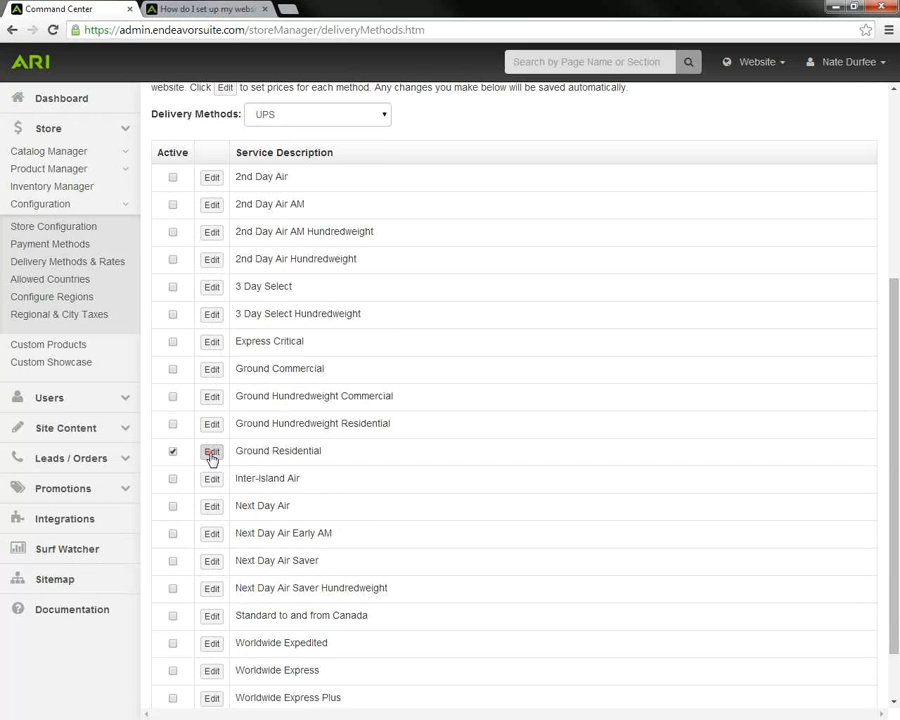 Command Center
How do I set up my webs
https://admin.endeavorsuite.com/storeManager/deliveryMethods.htm
ARI
Search by Page Name or Section
Website
Nate Durfee
Dashboard
Store
Catalog Manager
Product Manager
Inventory Manager
Configuration
Store Configuration
Payment Methods
Delivery Methods & Rates
Allowed Countries
Configure Regions
Regional & City Taxes
Custom Products
Custom Showcase
Users
Site Content
Leads / Orders
Promotions
Integrations
Surf Watcher
Sitemap
Documentation
website. Click Edit to set prices for each method. Any changes you make below will be saved automatically.
Delivery Methods: UPS
Active Service Description
Edit 2nd Day Air
Edit 2nd Day Air AM
Edit 2nd Day Air AM Hundredweight
Edit 2nd Day Air Hundredweight
Edit 3 Day Select
Edit 3 Day Select Hundredweight
Edit Express Critical
Edit Ground Commercial
Edit Ground Hundredweight Commercial
Edit Ground Hundredweight Residential
Edit Ground Residential
Edit Inter-Island Air
Edit Next Day Air
Edit Next Day Air Early AM
Edit Next Day Air Saver
Edit Next Day Air Saver Hundredweight
Edit Standard to and from Canada
Edit Worldwide Expedited
Edit Worldwide Express
Edit Worldwide Express Plus